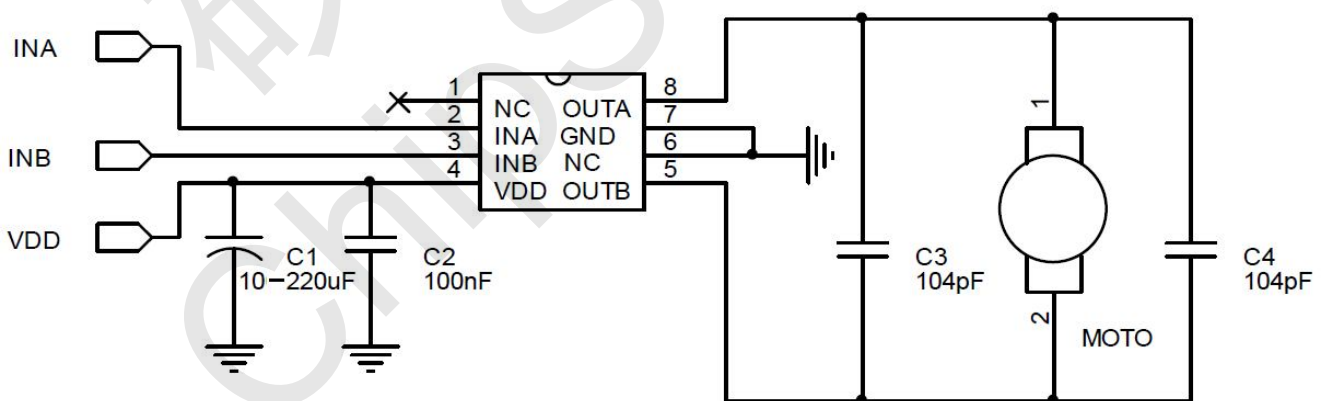 INA
INB
VDD
1
2
3
4
NC OUTA
INA GND
INB NC
VDD OUTB
8
7
6
5
C1
10-220uF
C2
100nF
C3
104pF
1
2
MOTO
C4
104pF
Chips